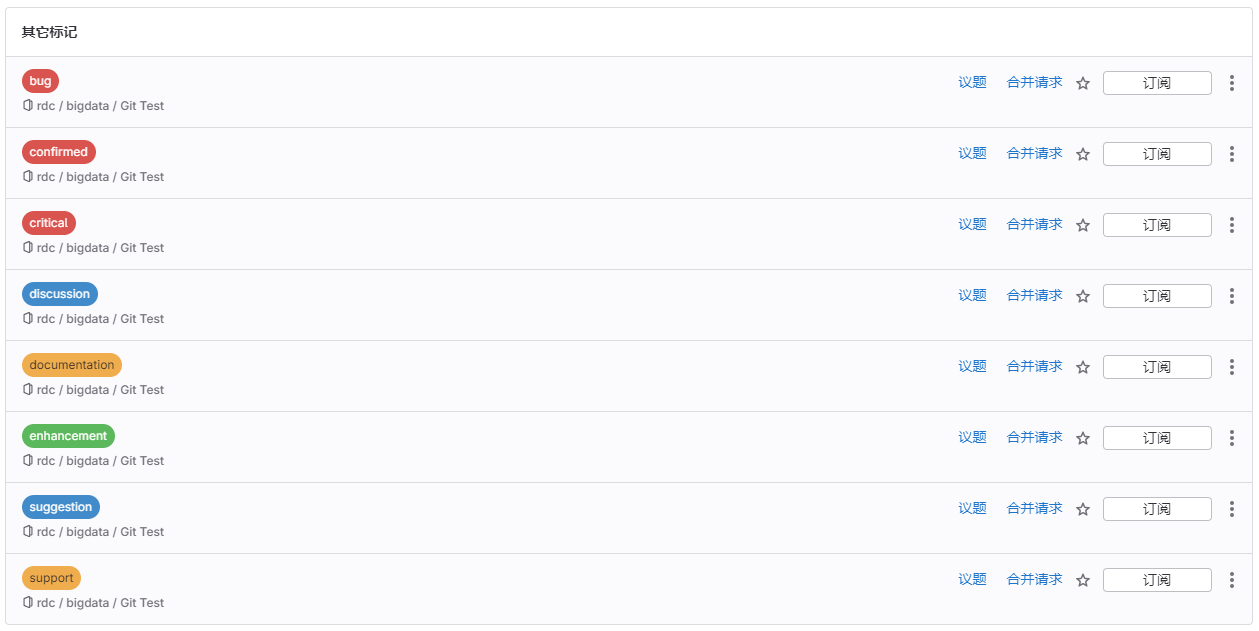 其它标记
bug 议题 合并请求 订阅
rdc / bigdata / Git Test
confirmed 议题 合并请求 订阅
rdc / bigdata / Git Test
critical 议题 合并请求 订阅
rdc / bigdata / Git Test
discussion 议题 合并请求 订阅
rdc / bigdata / Git Test
documentation 议题 合并请求 订阅
rdc / bigdata / Git Test
enhancement 议题 合并请求 订阅
rdc / bigdata / Git Test
suggestion 议题 合并请求 订阅
rdc / bigdata / Git Test
support 议题 合并请求 订阅
rdc / bigdata / Git Test